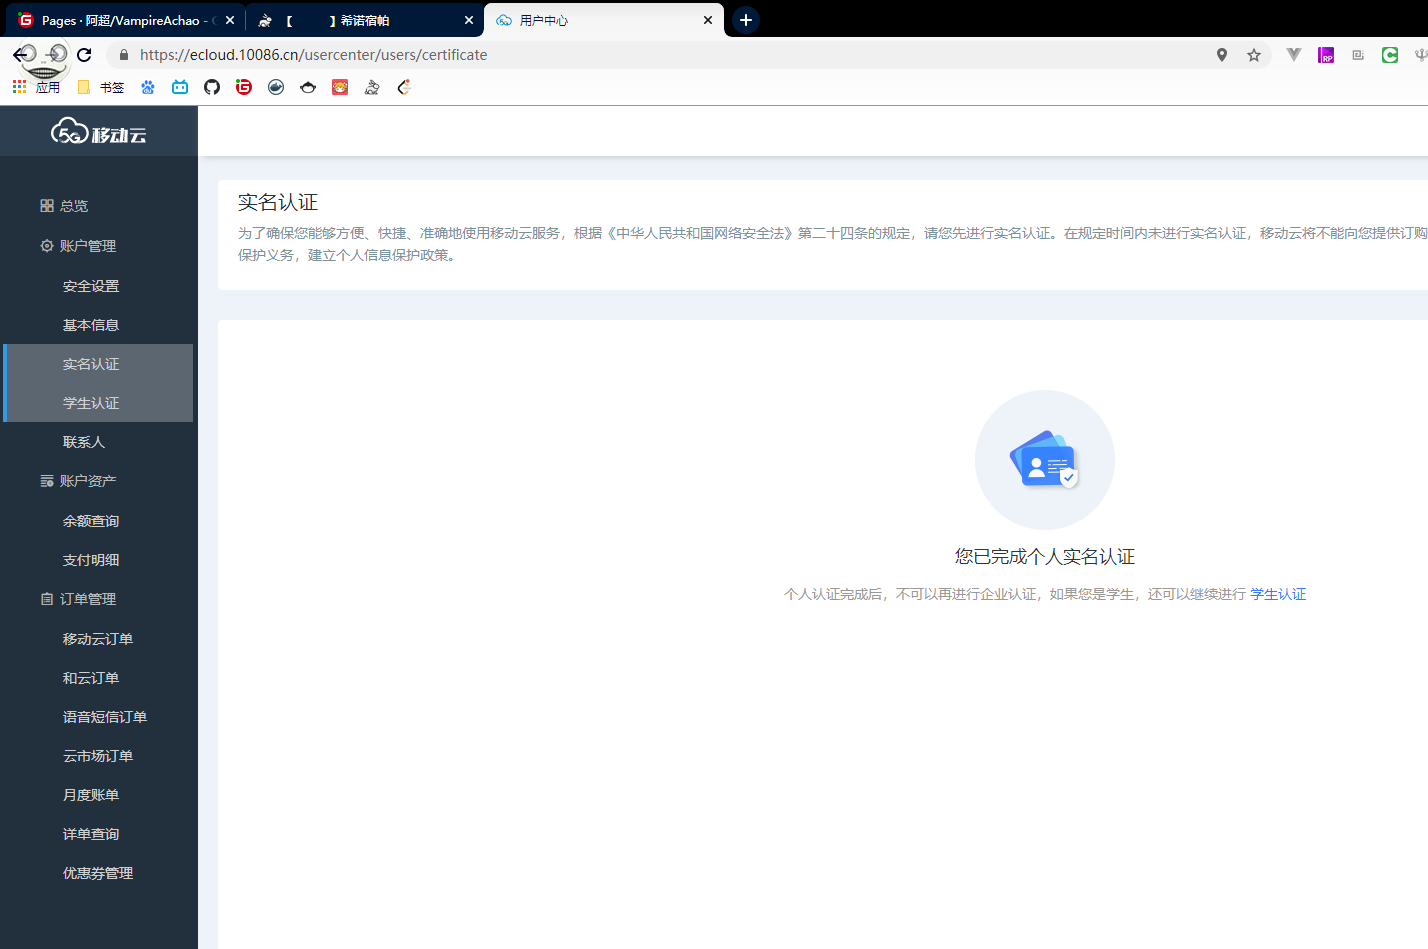 Pages · 阿超/VampireAchao -
【 】希诺宿帕
用户中心
https://ecloud.10086.cn/usercenter/users/certificate
应用
书签
5G移动云
总览
账户管理
安全设置
基本信息
实名认证
学生认证
联系人
账户资产
余额查询
支付明细
订单管理
移动云订单
和云订单
语音短信订单
云市场订单
月度账单
详单查询
优惠券管理
实名认证
为了确保您能够方便、快捷、准确地使用移动云服务，根据《中华人民共和国网络安全法》第二十四条的规定，请您先进行实名认证。在规定时间内未进行实名认证，移动云将不能向您提供订购
保护义务，建立个人信息保护政策。
您已完成个人实名认证
个人认证完成后，不可以再进行企业认证，如果您是学生，还可以继续进行 学生认证